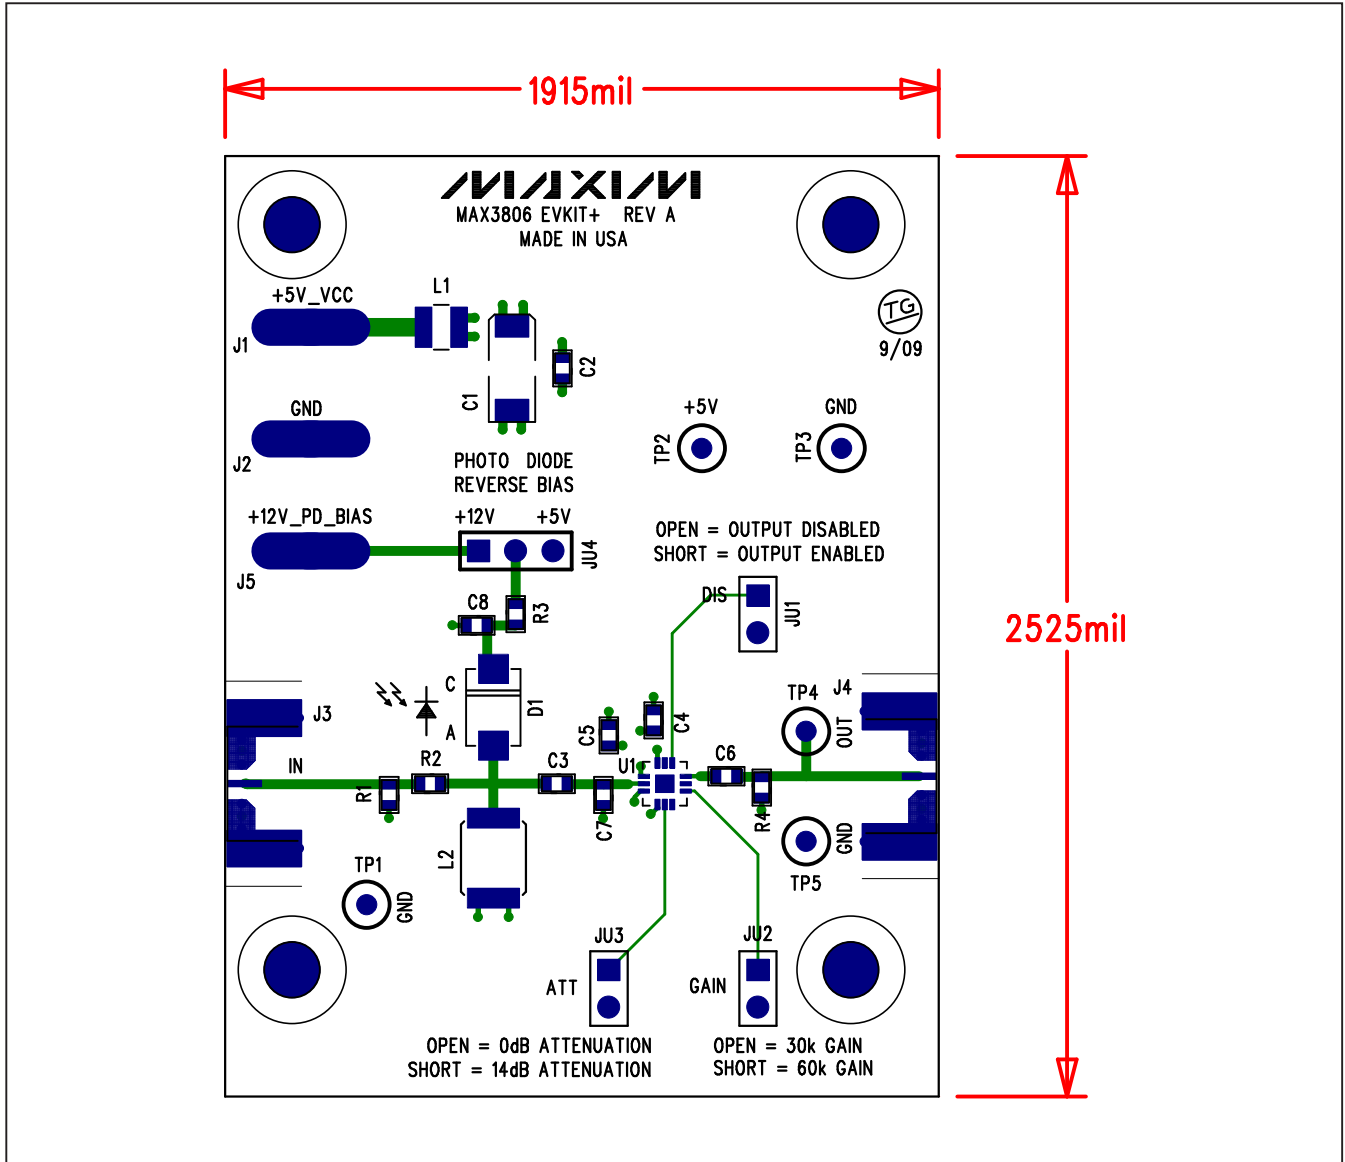 1915mil
MAXIM
MAX3806 EVKIT+ REV A
MADE IN USA
+5V_VCC
L1
J1
C1
C2
TG
9/09
GND
J2
+5V
TP2
GND
TP3
PHOTO DIODE
REVERSE BIAS
+12V_PD_BIAS
J5
+12V
+5V
JU4
OPEN = OUTPUT DISABLED
SHORT = OUTPUT ENABLED
DIS
JU1
2525mil
C8
R3
C
A
D1
J3
IN
R1
R2
C3
C5
C4
U1
C7
C6
R4
TP4
OUT
J4
L2
TP1
GND
GND
TP5
JU3
ATT
JU2
GAIN
OPEN = 0dB ATTENUATION
SHORT = 14dB ATTENUATION
OPEN = 30k GAIN
SHORT = 60k GAIN